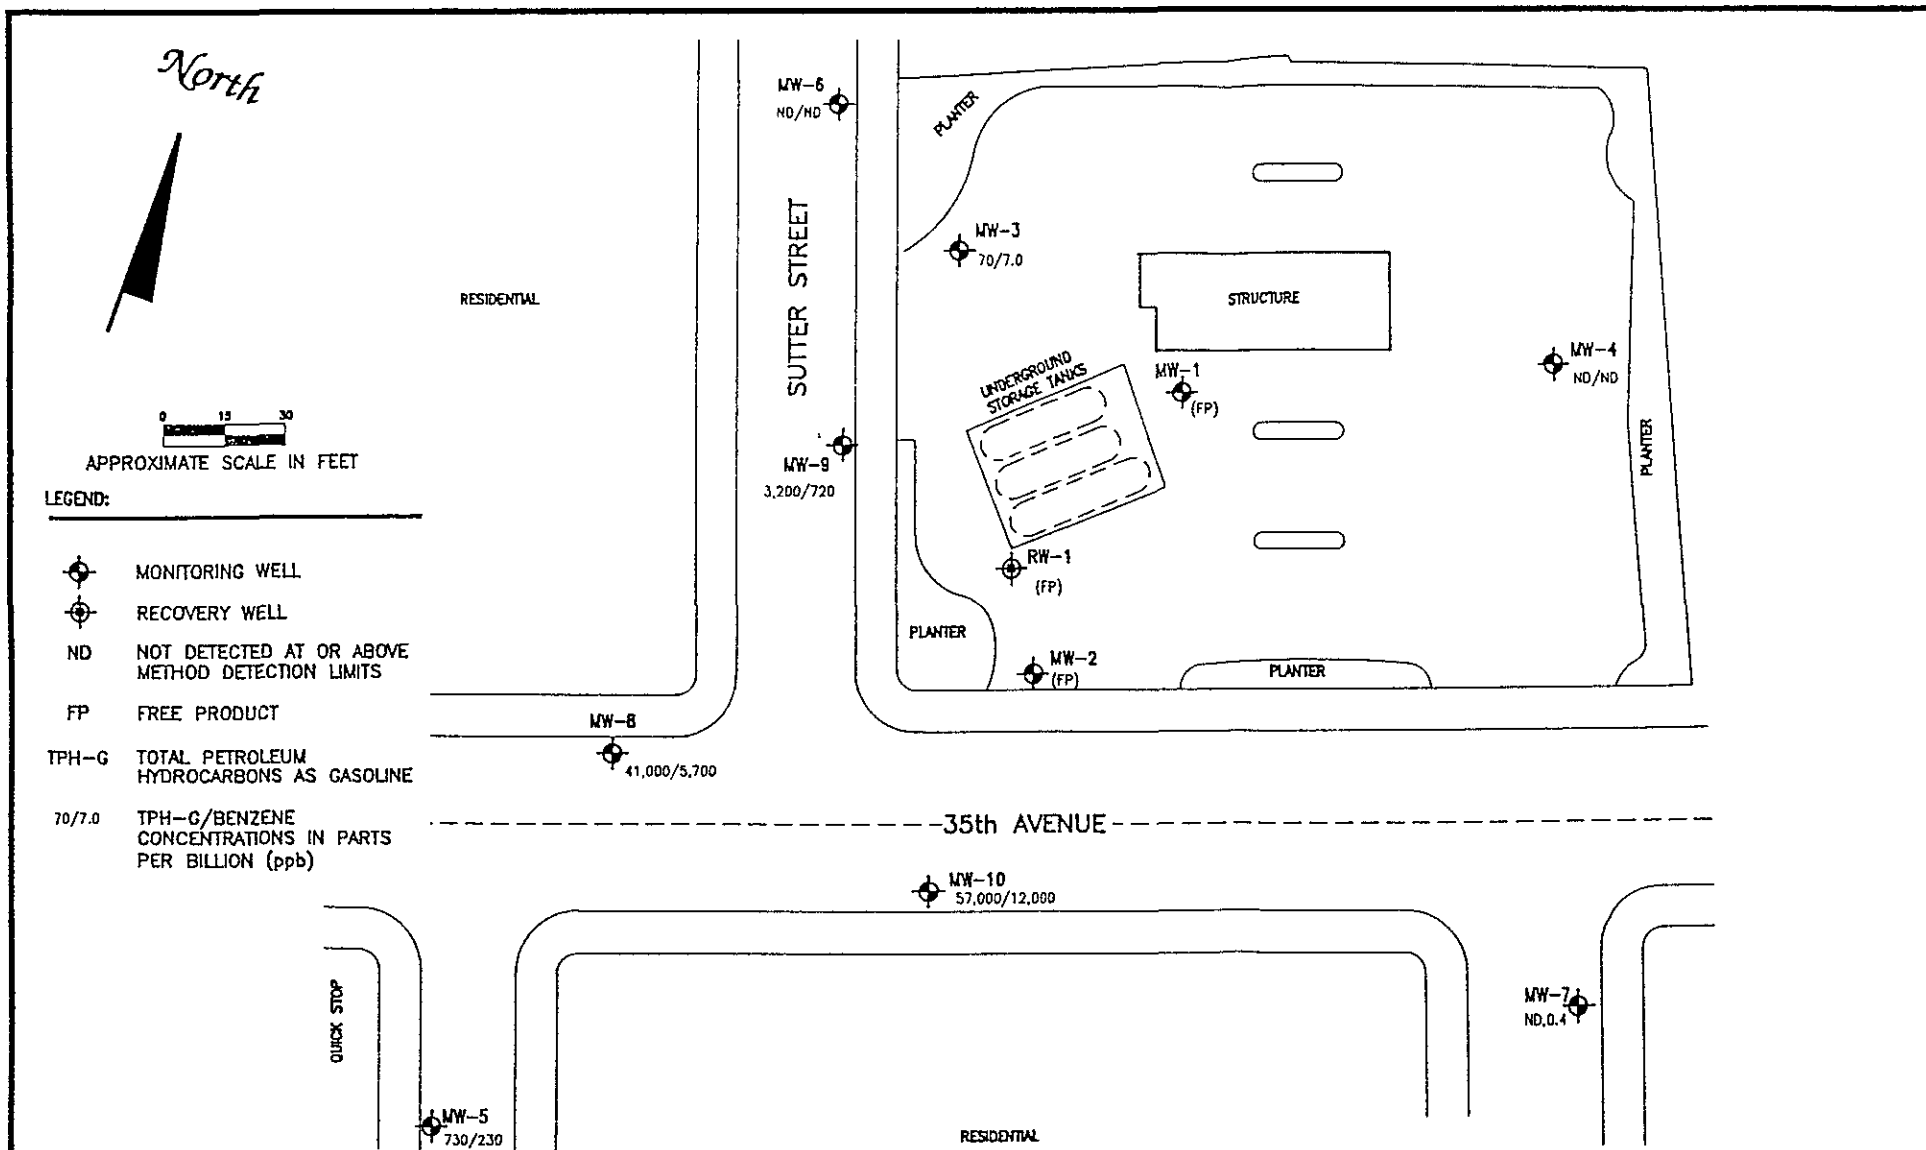 North
MW-6
ND/ND
PLANTER
MW-3
70/7.0
SUTTER STREET
RESIDENTIAL
STRUCTURE
UNDERGROUND
STORAGE TANKS
MW-1
(FP)
MW-4
ND/ND
PLANTER
0 15 30
APPROXIMATE SCALE IN FEET
MW-9
3,200/720
LEGEND:
MONITORING WELL
RECOVERY WELL
ND NOT DETECTED AT OR ABOVE
METHOD DETECTION LIMITS
FP FREE PRODUCT
TPH-G TOTAL PETROLEUM
HYDROCARBONS AS GASOLINE
70/7.0 TPH-G/BENZENE
CONCENTRATIONS IN PARTS
PER BILLION (ppb)
RW-1
(FP)
PLANTER
MW-2
(FP)
PLANTER
MW-8
41,000/5,700
35th AVENUE
MW-10
57,000/12,000
QUICK STOP
MW-7
ND,0.4
MW-5
730/230
RESIDENTIAL